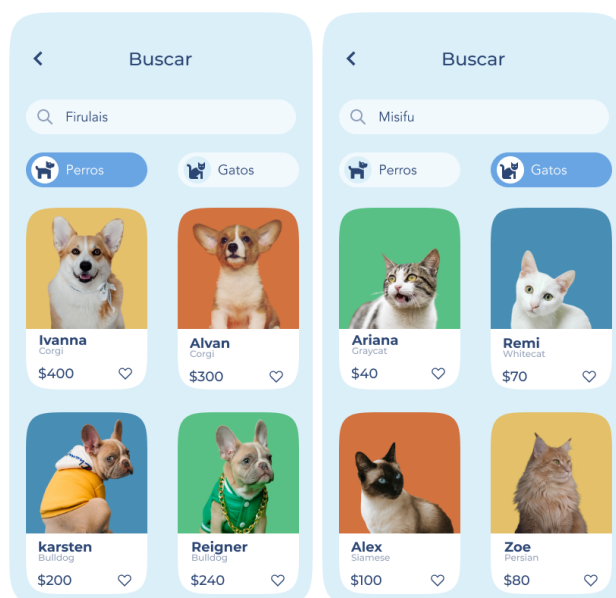 Buscar
Firulais
Perros
Gatos
Ivanna
Corgi
$400
Alvan
Corgi
$300
karsten
Bulldog
$200
Reigner
Bulldog
$240
Buscar
Misifu
Perros
Gatos
Ariana
Graycat
$40
Remi
Whitecat
$70
Alex
Siamese
$100
Zoe
Persian
$80